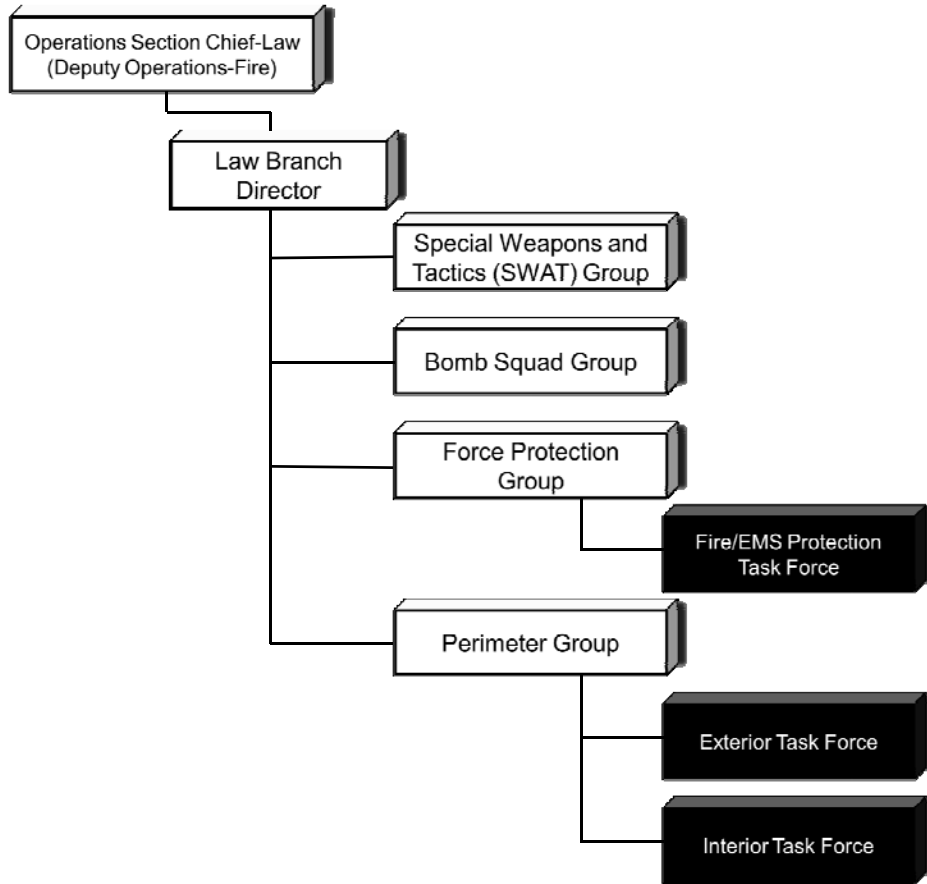 Operations Section Chief-Law
(Deputy Operations-Fire)
Law Branch
Director
Special Weapons and
Tactics (SWAT) Group
Bomb Squad Group
Force Protection
Group
Fire/EMS Protection
Task Force
Perimeter Group
Exterior Task Force
Interior Task Force